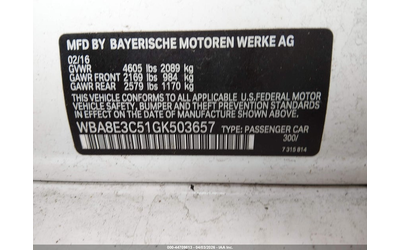 MFD BY BAYERISCHE MOTOREN WERKE AG
02/16
GVWR 4605 lbs 2089 kg
GAWR FRONT 2169 lbs 984 kg
GAWR REAR 2579 lbs 1170 kg
THIS VEHICLE CONFORMS TO ALL APPLICABLE U.S.FEDERAL MOTOR
VEHICLE SAFETY, BUMPER AND THEFT PREVENTION STANDARDS
IN EFFECT ON THE DATE OF MANUFACTURE SHOWN ABOVE.
WBA8E3C51GK503657 TYPE: PASSENGER CAR
300/
7 315 814